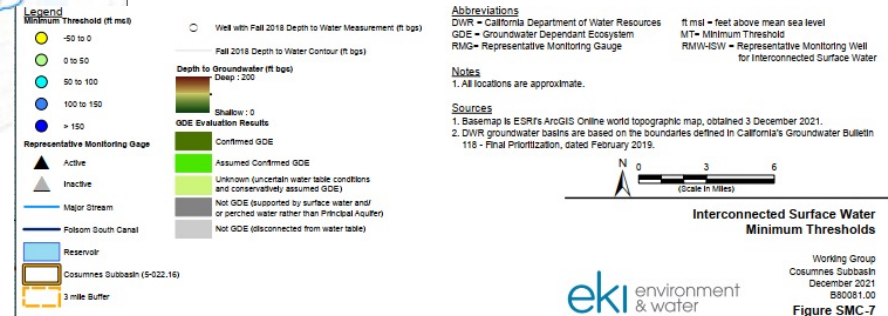 Legend
Minimum Threshold (ft msl)
-50 to 0
0 to 50
50 to 100
100 to 150
> 150
Representative Monitoring Gage
Active
Inactive
Major Stream
Folsom South Canal
Reservoir
Cosumnes Subbasin (5-022.16)
3 mile Buffer
Well with Fall 2018 Depth to Water Measurement (ft bgs)
Fall 2018 Depth to Water Contour (ft bgs)
Depth to Groundwater (ft bgs)
Deep : 200
Shallow : 0
GDE Evaluation Results
Confirmed GDE
Assumed Confirmed GDE
Unknown (uncertain water table conditions
and conservatively assumed GDE)
Not GDE (supported by surface water and/
or perched water rather than Principal Aquifer)
Not GDE (disconnected from water table)
Abbreviations
DWR = California Department of Water Resources
GDE = Groundwater Dependant Ecosystem
RMG= Representative Monitoring Gauge
ft msl = feet above mean sea level
MT= Minimum Threshold
RMW-ISW = Representative Monitoring Well
for Interconnected Surface Water
Notes
1. All locations are approximate.
Sources
1. Basemap is ESRI's ArcGIS Online world topographic map, obtained 3 December 2021.
2. DWR groundwater basins are based on the boundaries defined in California's Groundwater Bulletin
118 - Final Prioritization, dated February 2019.
N
0 3 6
(Scale in Miles)
Interconnected Surface Water
Minimum Thresholds
Working Group
Cosumnes Subbasin
December 2021
B80081.00
Figure SMC-7
eki environment
& water